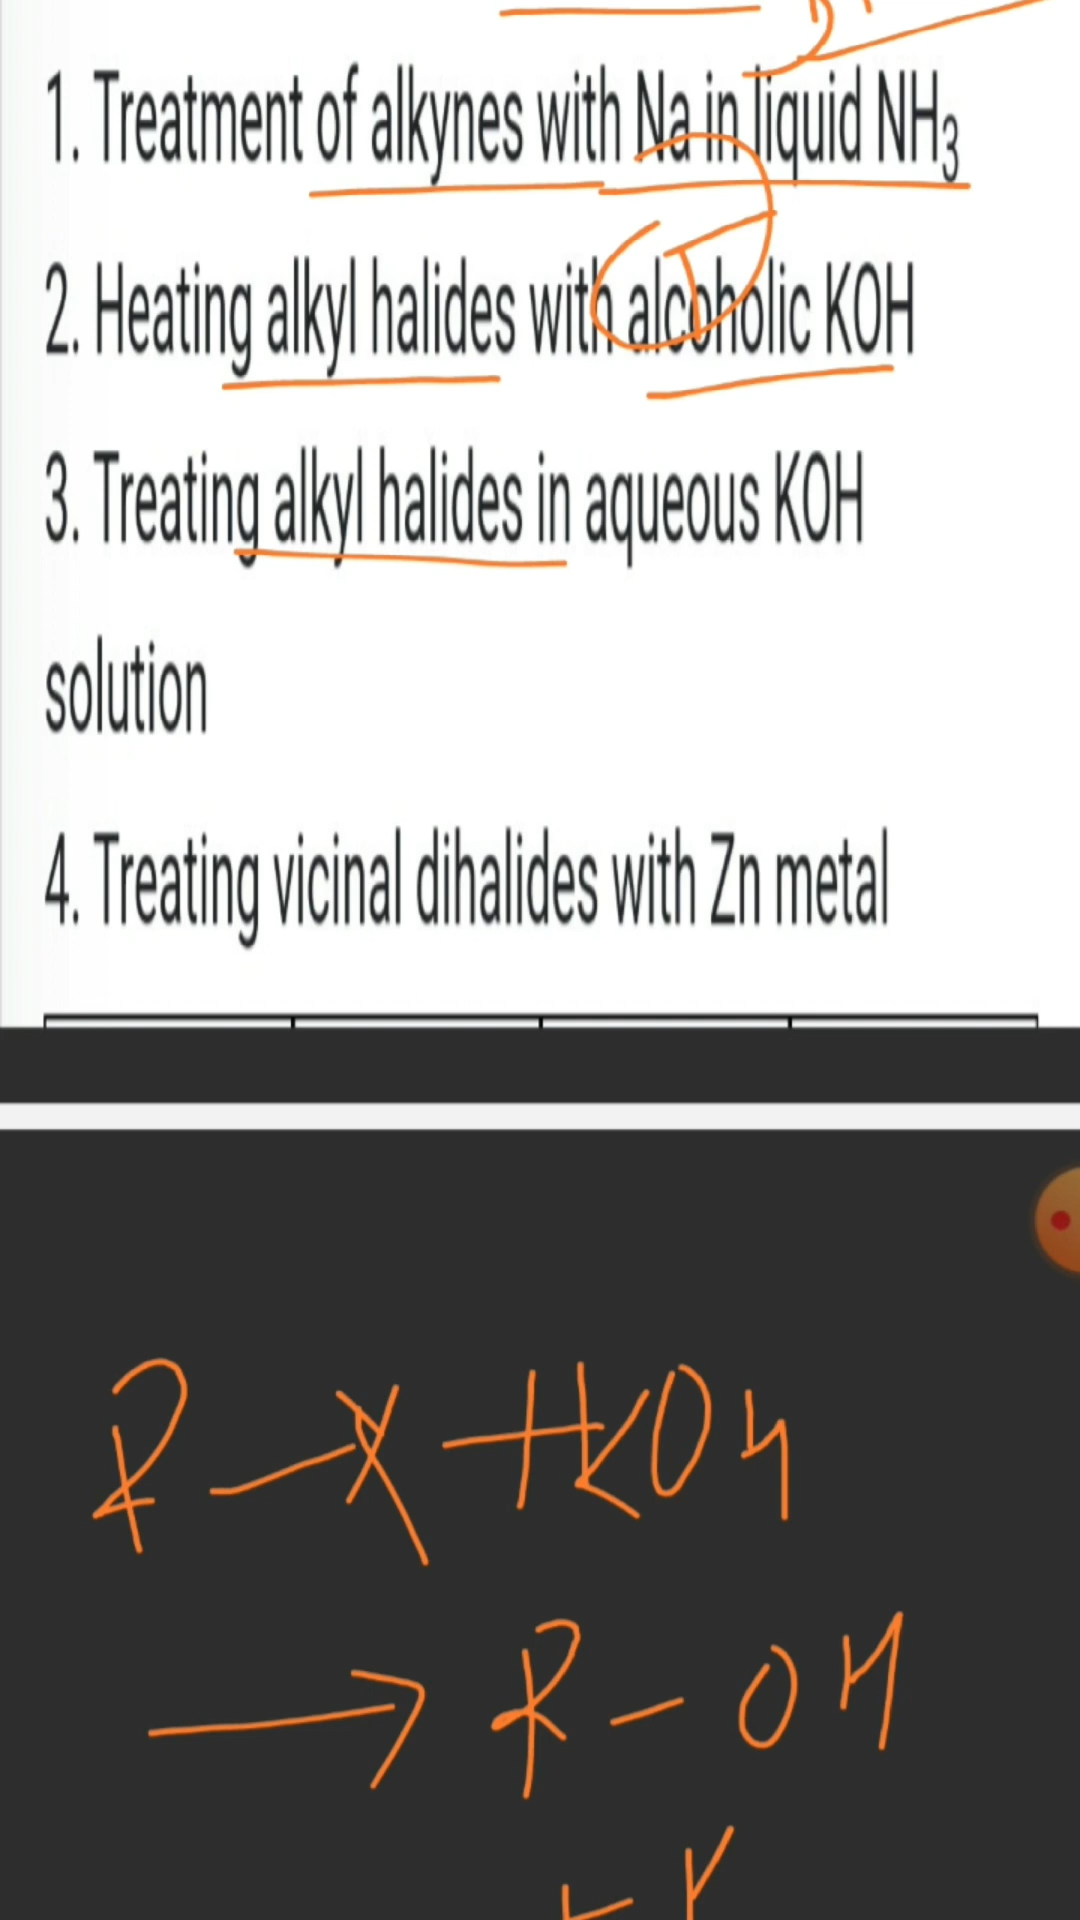 1. Treatment of alkynes with Na in liquid NH₃
2. Heating alkyl halides with alcoholic KOH
3. Treating alkyl halides in aqueous KOH
solution
4. Treating vicinal dihalides with Zn metal
R-X + KOH
→ R-OH